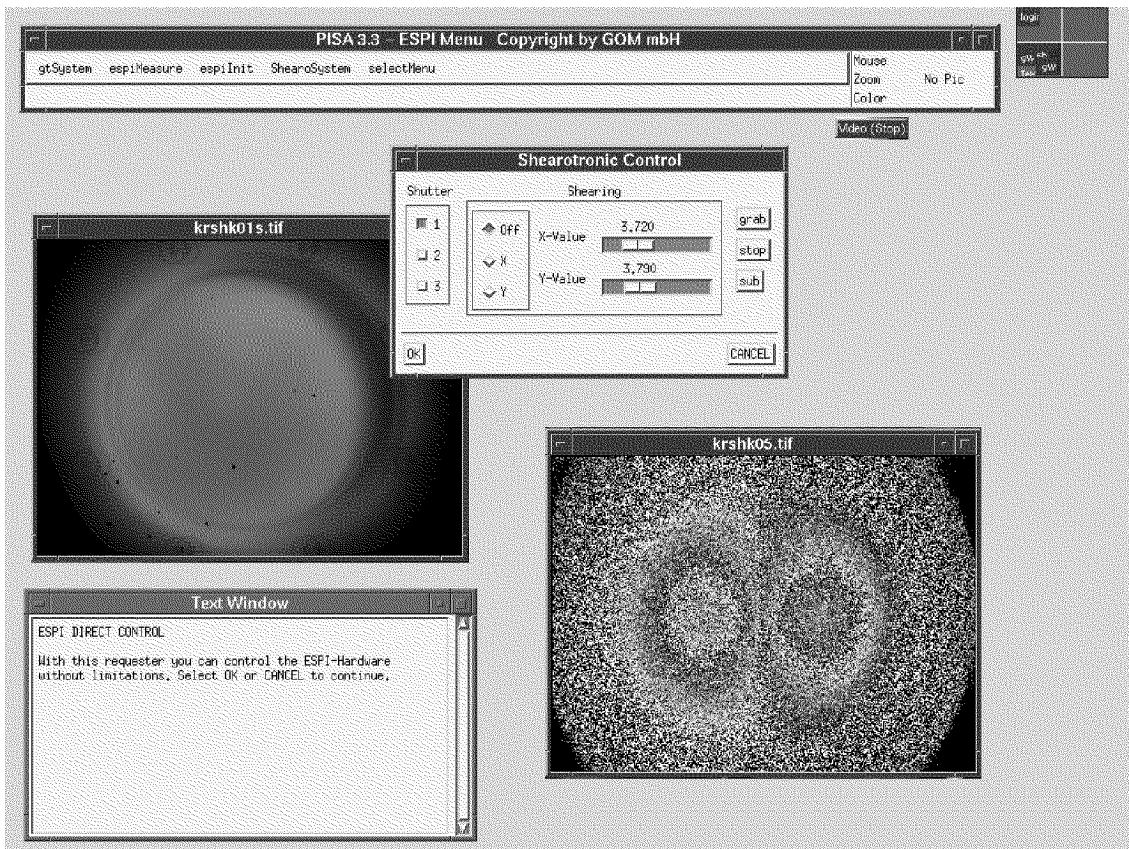 PISA 3.3 – ESPI Menu Copyright by GOM mbH
gtSystem espiMeasure espiInit ShearoSystem selectMenu
Mouse
Zoom No Pic
Color
login
gW
gW
Video (Stop)
Shearotronic Control
Shutter Shearing
1
2
3
Off
X
Y
X-Value 3.720
Y-Value 3.790
grab
stop
sub
OK CANCEL
krshk01s.tif
krshk05.tif
Text Window
ESPI DIRECT CONTROL
With this requester you can control the ESPI-Hardware
without limitations. Select OK or CANCEL to continue.